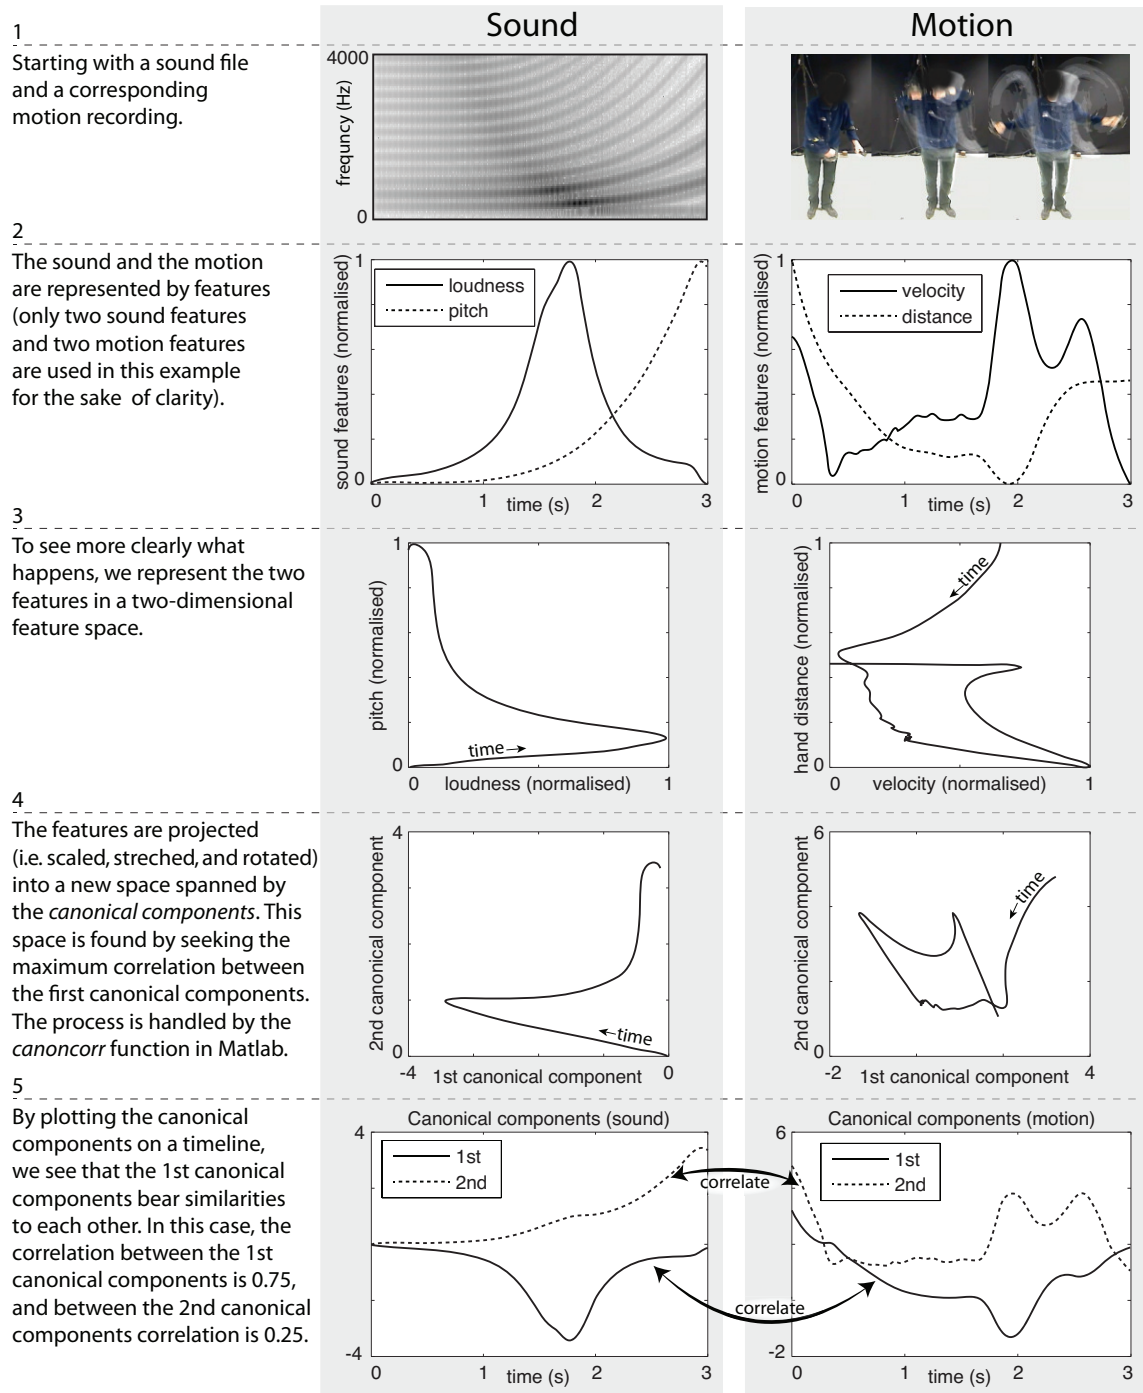 Sound
Motion
1
Starting with a sound file
and a corresponding
motion recording.
4000
frequncy (Hz)
0
2
The sound and the motion
are represented by features
(only two sound features
and two motion features
are used in this example
for the sake of clarity).
1
sound features (normalised)
loudness
pitch
0
0
1
2
3
time (s)
1
motion features (normalised)
velocity
distance
0
0
1
2
3
time (s)
3
To see more clearly what
happens, we represent the two
features in a two-dimensional
feature space.
1
pitch (normalised)
time
0
0
loudness (normalised)
1
1
hand distance (normalised)
time
0
0
velocity (normalised)
1
4
The features are projected
(i.e. scaled, streched, and rotated)
into a new space spanned by
the canonical components. This
space is found by seeking the
maximum correlation between
the first canonical components.
The process is handled by the
canoncorr function in Matlab.
4
2nd canonical component
time
0
-4
1st canonical component
0
6
2nd canonical component
time
0
-2
1st canonical component
4
5
By plotting the canonical
components on a timeline,
we see that the 1st canonical
components bear similarities
to each other. In this case, the
correlation between the 1st
canonical components is 0.75,
and between the 2nd canonical
components correlation is 0.25.
Canonical components (sound)
4
1st
2nd
-4
0
1
2
3
time (s)
correlate
correlate
Canonical components (motion)
6
1st
2nd
-2
0
1
2
3
time (s)